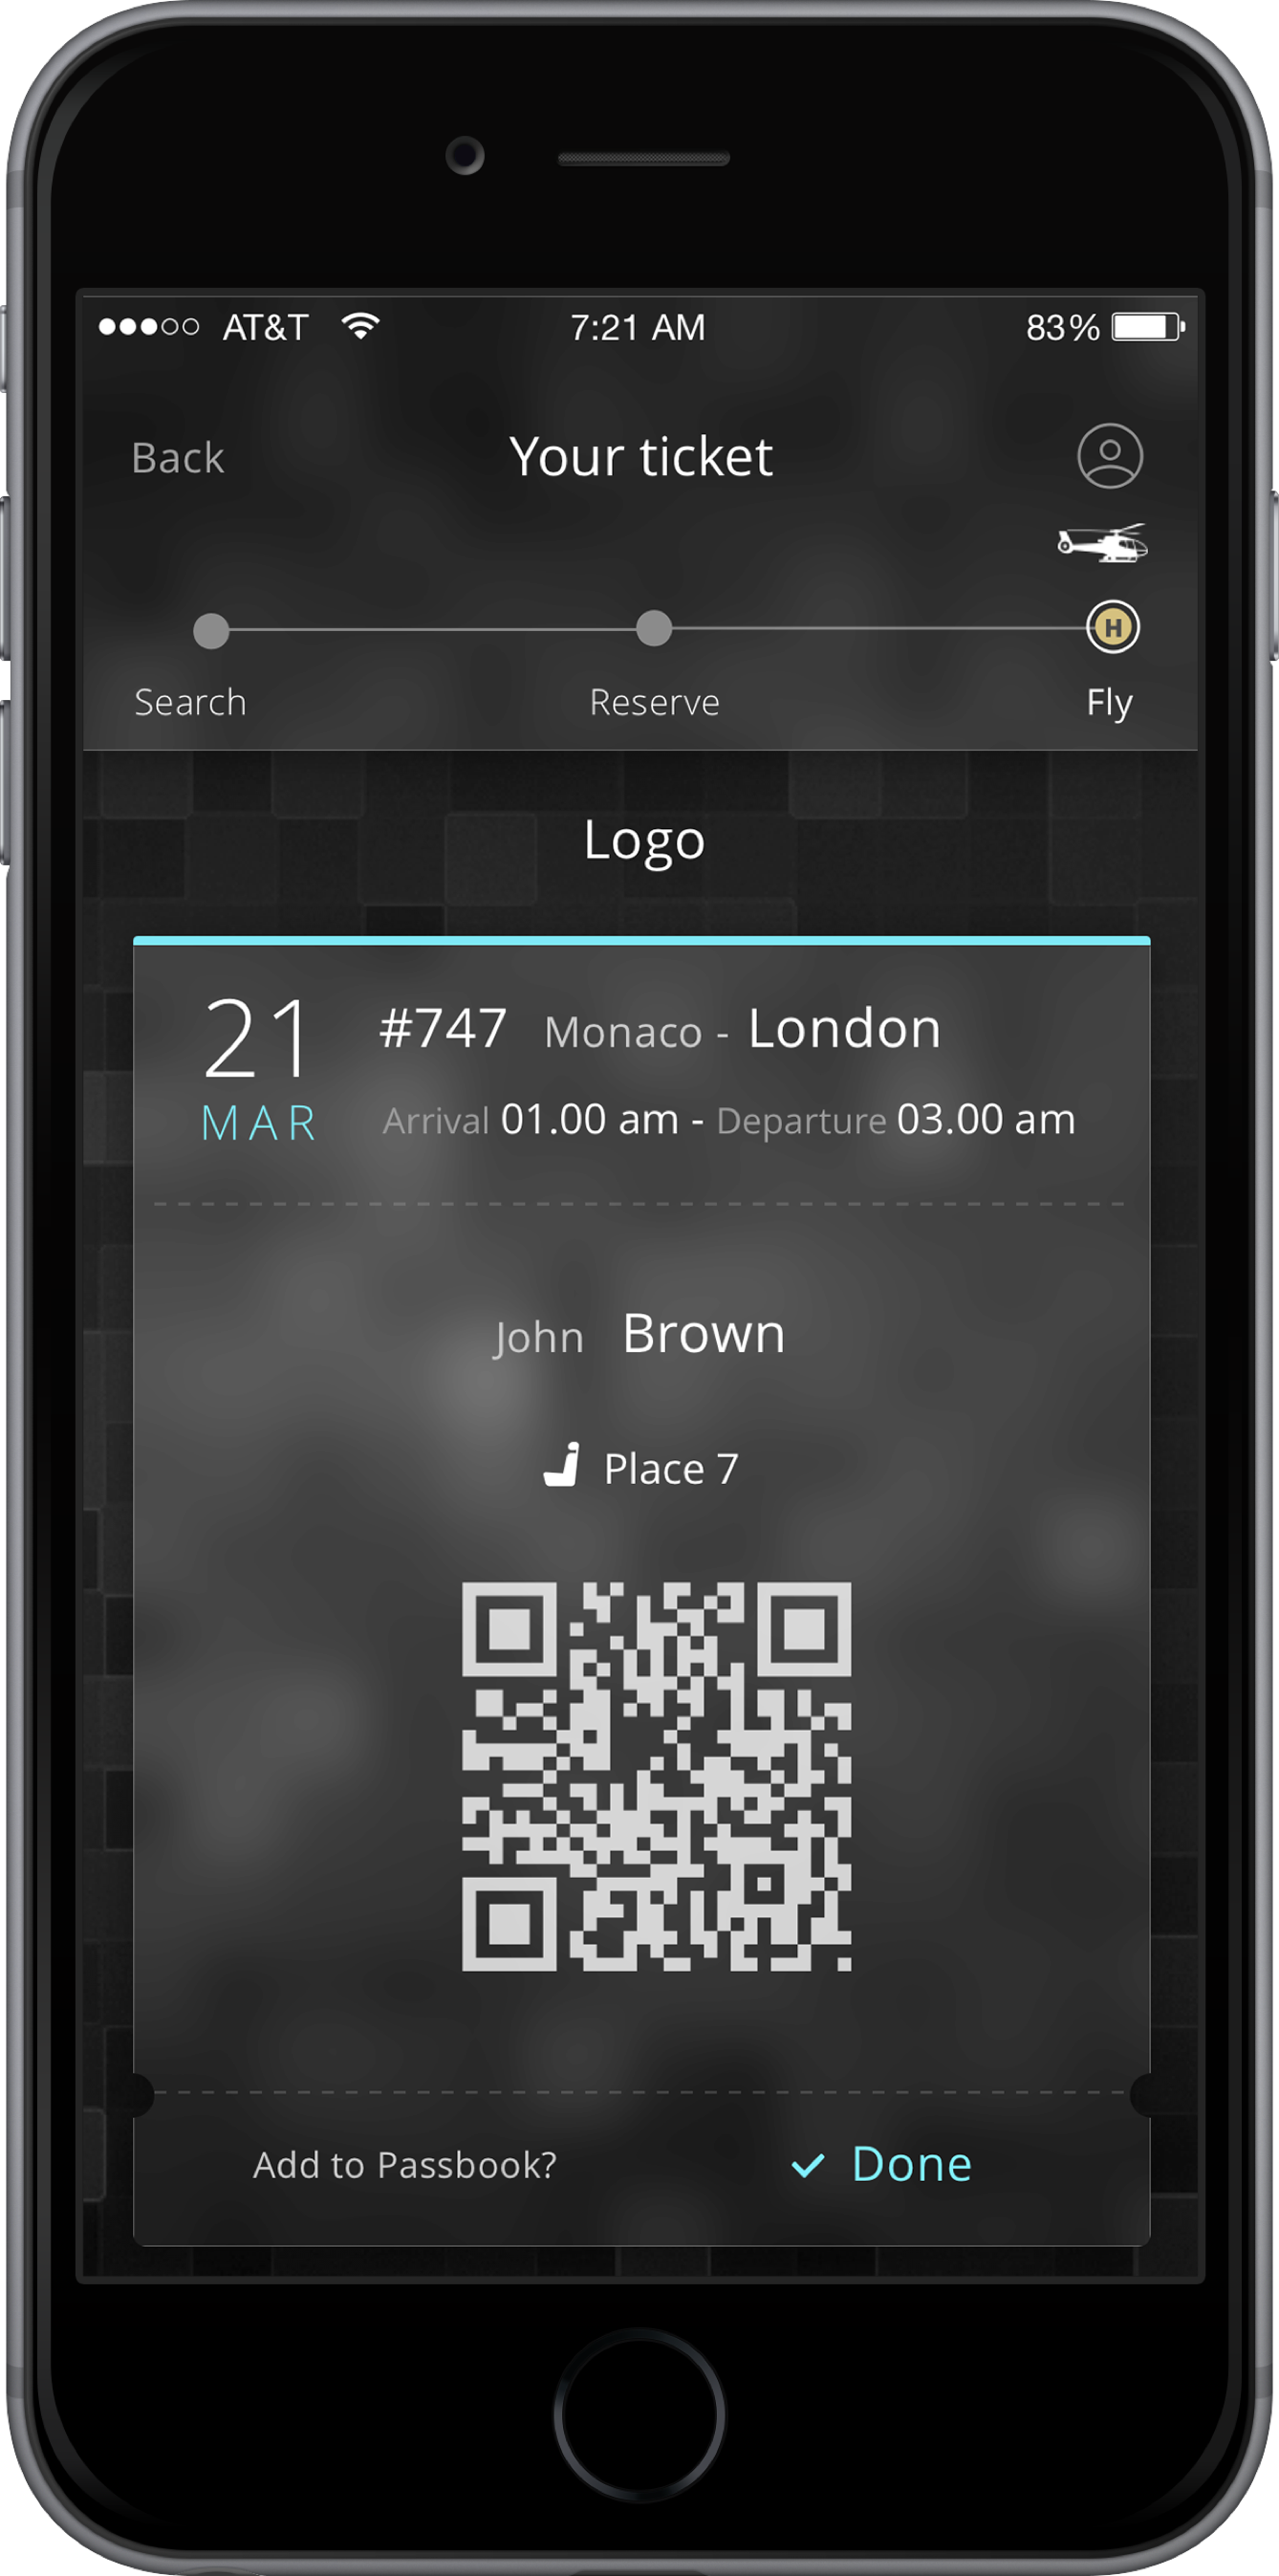 AT&T 7:21 AM 83%
Back Your ticket
H
Search Reserve Fly
Logo
21 #747 Monaco - London
MAR Arrival 01.00 am - Departure 03.00 am
John Brown
Place 7
Add to Passbook? Done